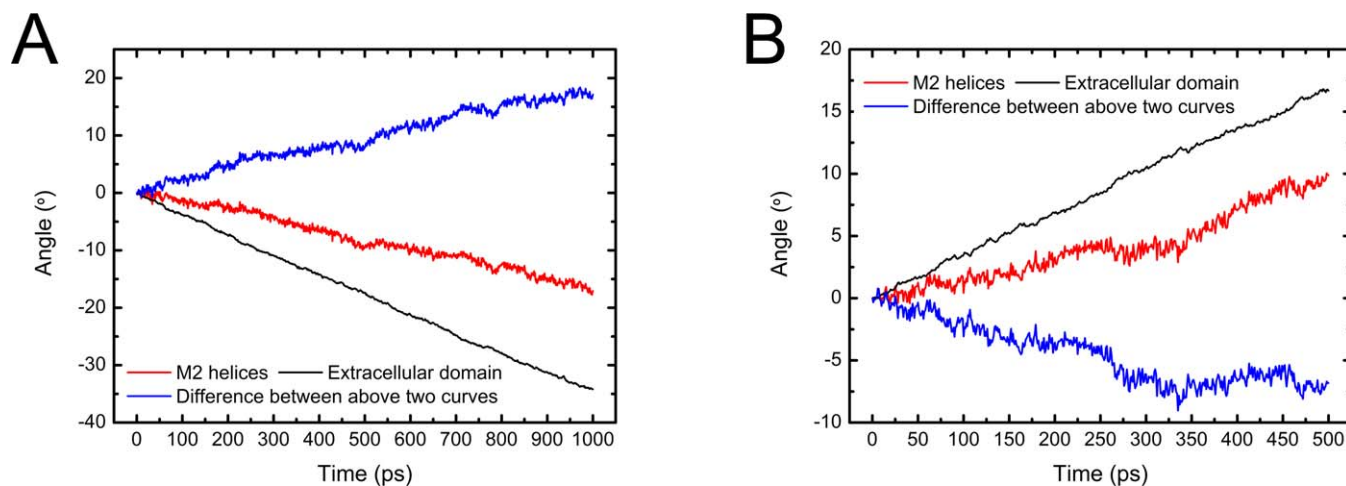 A
20
10
0
-10
-20
-30
-40
Angle (°)
M2 helices Extracellular domain
Difference between above two curves
0 100 200 300 400 500 600 700 800 900 1000
Time (ps)
B
20
15
10
5
0
-5
-10
Angle (°)
M2 helices Extracellular domain
Difference between above two curves
0 50 100 150 200 250 300 350 400 450 500
Time (ps)